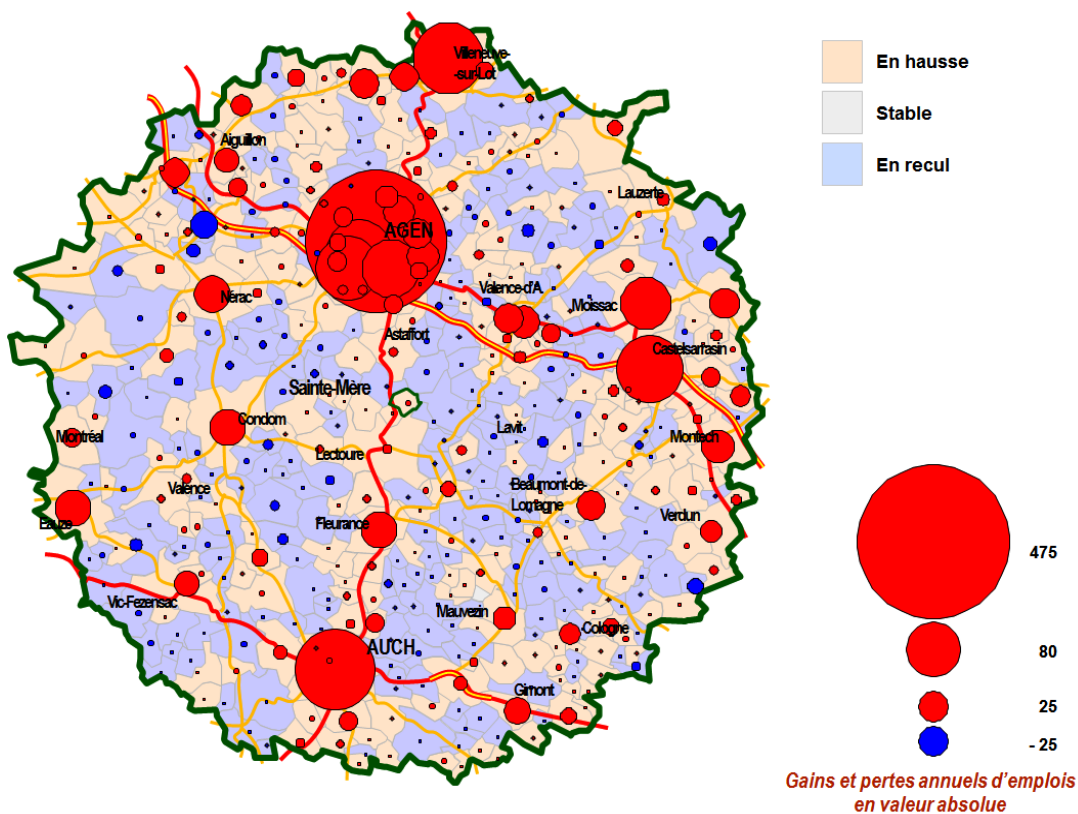 Villeneuve-
-sur-Lot
Aiguillon
Lauzerte
AGEN
Nérac
Valence-d'A.
Moissac
Astaffort
Castelsarrasin
Sainte-Mère
Condom
Lavit
Montréal
Montech
Lectoure
Valence
Beaumont-de-
Lomagne
Eauze
Fleurance
Verdun
Vic-Fezensac
Mauvezin
Cologne
AUCH
Gimont
En hausse
Stable
En recul
475
80
25
- 25
Gains et pertes annuels d'emplois
en valeur absolue